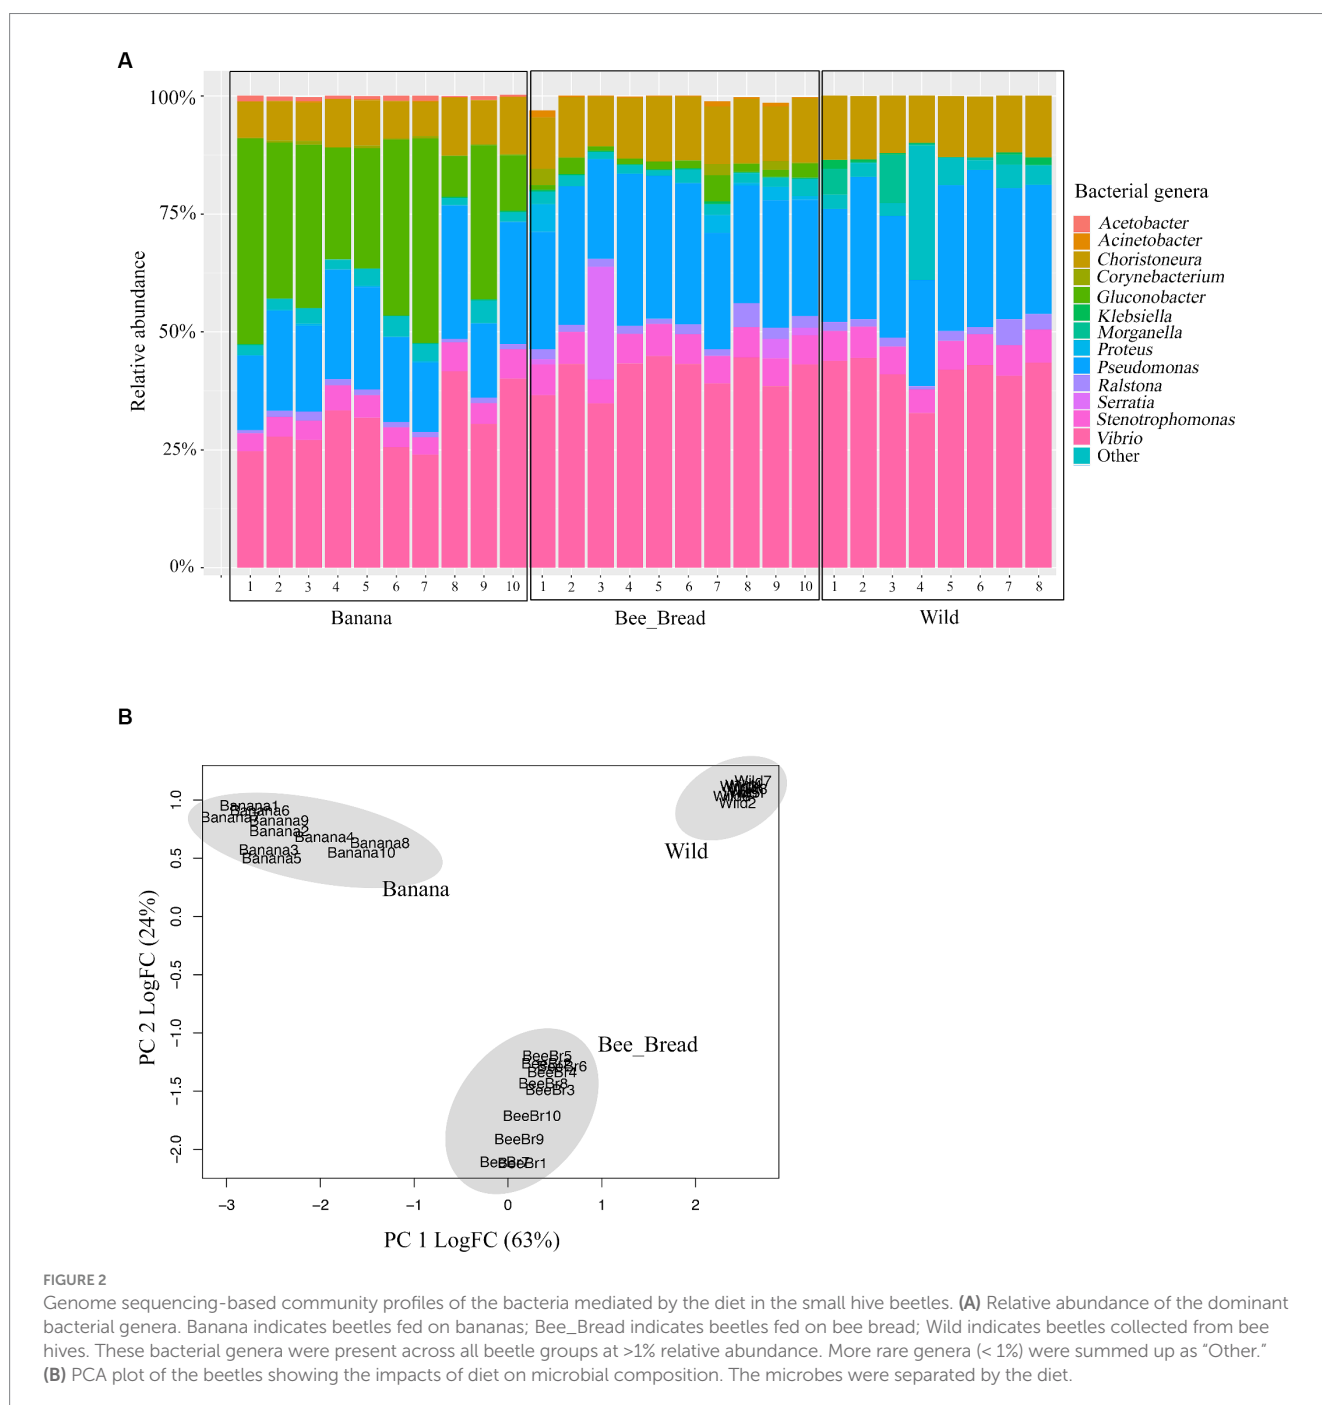 A
100%
75%
50%
25%
0%
Relative abundance
1 2 3 4 5 6 7 8 9 10 1 2 3 4 5 6 7 8 9 10 1 2 3 4 5 6 7 8
Banana Bee_Bread Wild
Bacterial genera
Acetobacter
Acinetobacter
Choristoneura
Corynebacterium
Gluconobacter
Klebsiella
Morganella
Proteus
Pseudomonas
Ralstona
Serratia
Stenotrophomonas
Vibrio
Other
B
PC 2 LogFC (24%)
1.0
0.5
0.0
−0.5
−1.0
−1.5
−2.0
Banana1
Banana6
Banana7
Banana9
Banana2
Banana4
Banana8
Banana3
Banana10
Banana5
Banana
Wild7
Wild2
Wild
Bee_Bread
BeeBr5
BeeBr6
BeeBr4
BeeBr8
BeeBr3
BeeBr10
BeeBr9
BeeBr7
BeeBr1
−3 −2 −1 0 1 2
PC 1 LogFC (63%)
FIGURE 2
Genome sequencing-based community profiles of the bacteria mediated by the diet in the small hive beetles. (A) Relative abundance of the dominant
bacterial genera. Banana indicates beetles fed on bananas; Bee_Bread indicates beetles fed on bee bread; Wild indicates beetles collected from bee
hives. These bacterial genera were present across all beetle groups at >1% relative abundance. More rare genera (< 1%) were summed up as “Other.”
(B) PCA plot of the beetles showing the impacts of diet on microbial composition. The microbes were separated by the diet.